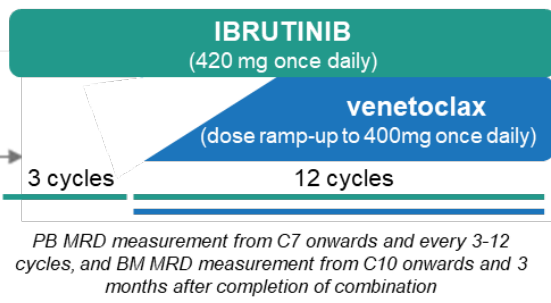 IBRUTINIB
(420 mg once daily)
venetoclax
(dose ramp-up to 400mg once daily)
3 cycles
12 cycles
PB MRD measurement from C7 onwards and every 3-12
cycles, and BM MRD measurement from C10 onwards and 3
months after completion of combination